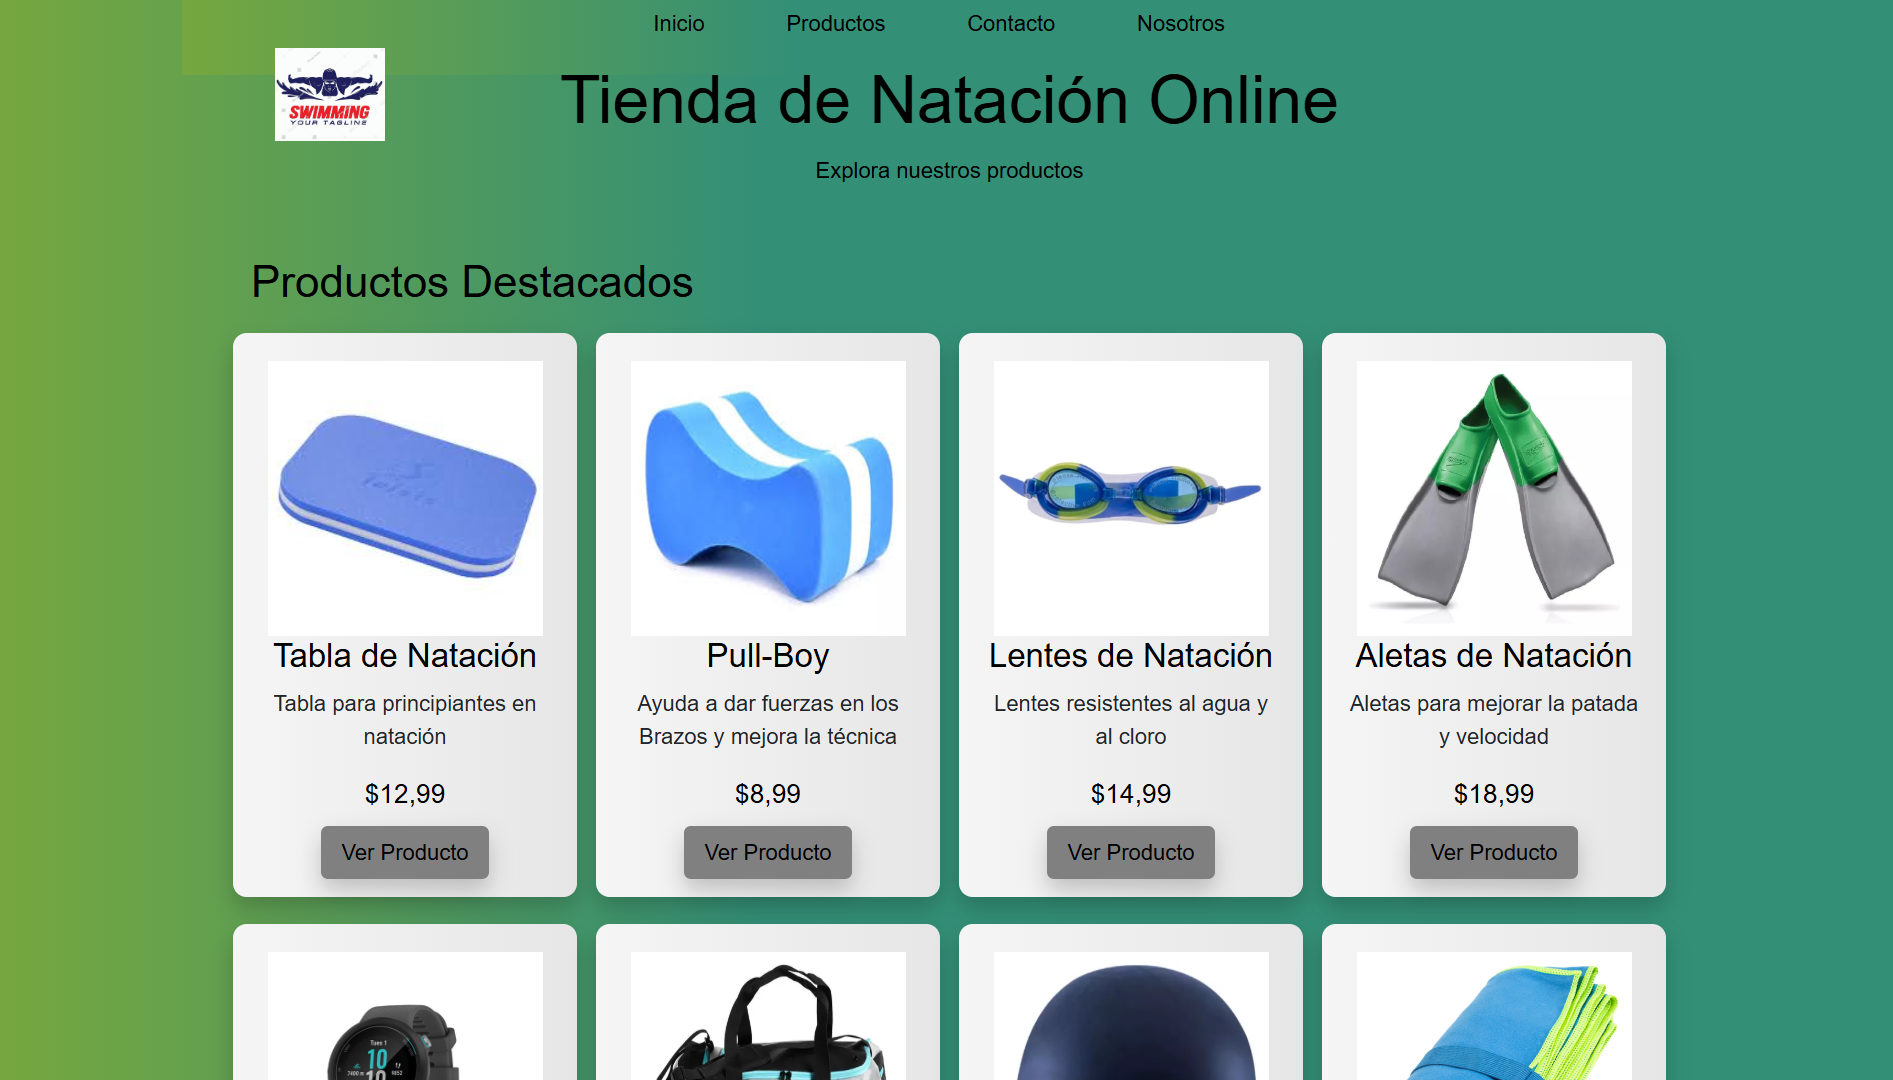 Inicio Productos Contacto Nosotros
SWIMMING
YOUR TAGLINE
Tienda de Natación Online
Explora nuestros productos
Productos Destacados
Tabla de Natación
Tabla para principiantes en
natación
$12,99
Ver Producto
Pull-Boy
Ayuda a dar fuerzas en los
Brazos y mejora la técnica
$8,99
Ver Producto
Lentes de Natación
Lentes resistentes al agua y
al cloro
$14,99
Ver Producto
Aletas de Natación
Aletas para mejorar la patada
y velocidad
$18,99
Ver Producto
Tues 1
10